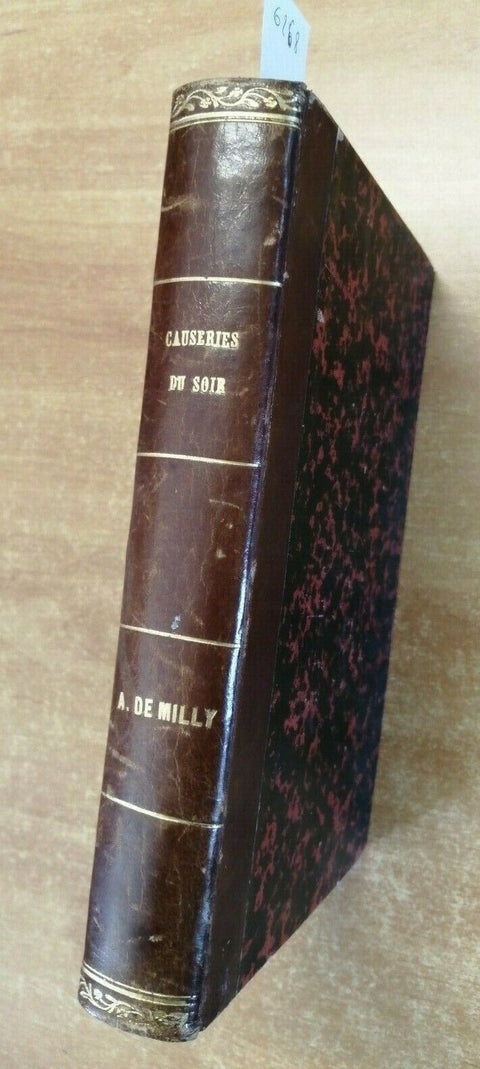 6268
CAUSERIES
DU SOIR
A. DE MILLY